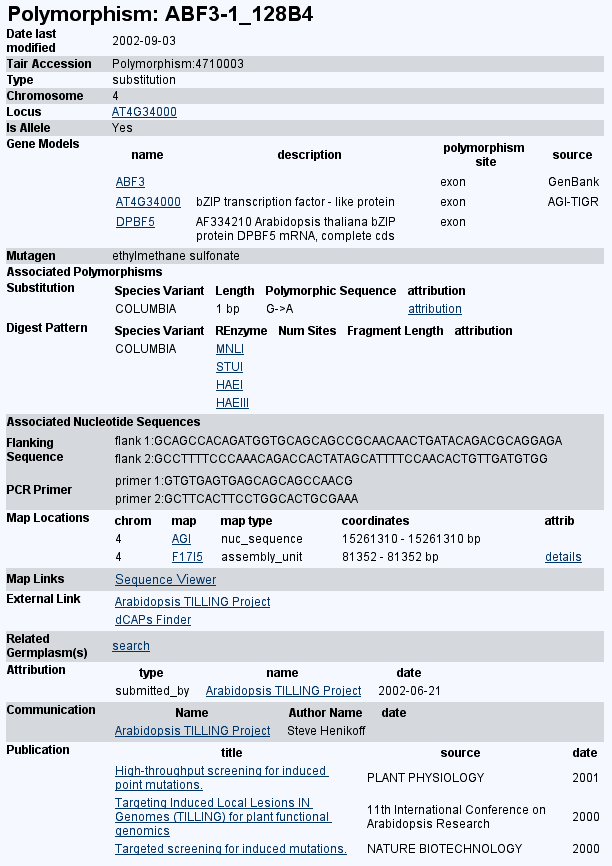 Polymorphism: ABF3-1_128B4
Date last modified 2002-09-03
Tair Accession Polymorphism:4710003
Type substitution
Chromosome 4
Locus AT4G34000
Is Allele Yes
Gene Models
name description polymorphism site source
ABF3 exon GenBank
AT4G34000 bZIP transcription factor - like protein exon AGI-TIGR
DPBF5 AF334210 Arabidopsis thaliana bZIP protein DPBF5 mRNA, complete cds exon
Mutagen ethylmethane sulfonate
Associated Polymorphisms
Substitution Species Variant Length Polymorphic Sequence attribution
COLUMBIA 1 bp G->A attribution
Digest Pattern Species Variant REnzyme Num Sites Fragment Length attribution
COLUMBIA MNLI
STUI
HAEI
HAEIII
Associated Nucleotide Sequences
Flanking Sequence
flank 1:GCAGCCACAGATGGTGCAGCAGCCGCAACAACTGATACAGACGCAGGAGA
flank 2:GCCTTTTCCCAAACAGACCACTATAGCATTTTCCAACACTGTTGATGTGG
PCR Primer
primer 1:GTGTGAGTGAGCAGCAGCCAACG
primer 2:GCTTCACTTCCTGGCACTGCGAAA
Map Locations chrom map map type coordinates attrib
4 AGI nuc_sequence 15261310 - 15261310 bp
4 F17I5 assembly_unit 81352 - 81352 bp details
Map Links Sequence Viewer
External Link Arabidopsis TILLING Project
dCAPs Finder
Related Germplasm(s) search
Attribution type name date
submitted_by Arabidopsis TILLING Project 2002-06-21
Communication Name Author Name date
Arabidopsis TILLING Project Steve Henikoff
Publication title source date
High-throughput screening for induced point mutations. PLANT PHYSIOLOGY 2001
Targeting Induced Local Lesions IN Genomes (TILLING) for plant functional genomics 11th International Conference on Arabidopsis Research 2000
Targeted screening for induced mutations. NATURE BIOTECHNOLOGY 2000